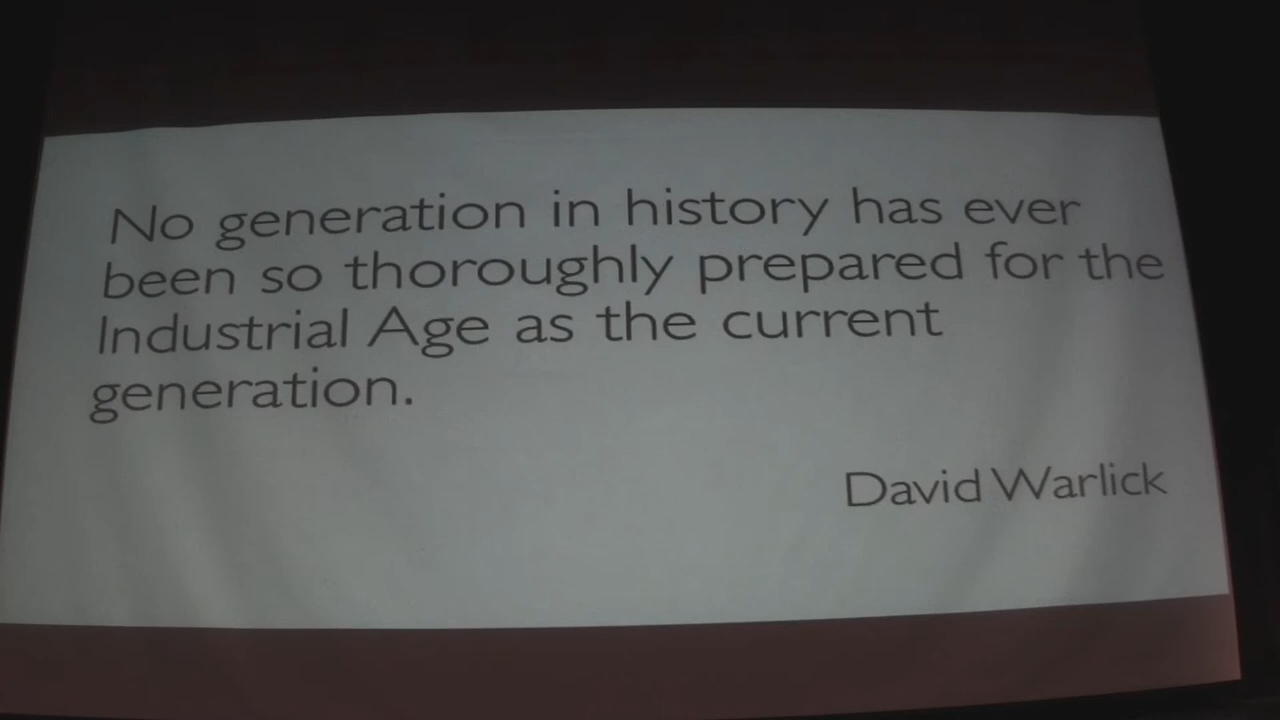 No generation in history has ever
been so thoroughly prepared for the
Industrial Age as the current
generation.
David Warlick